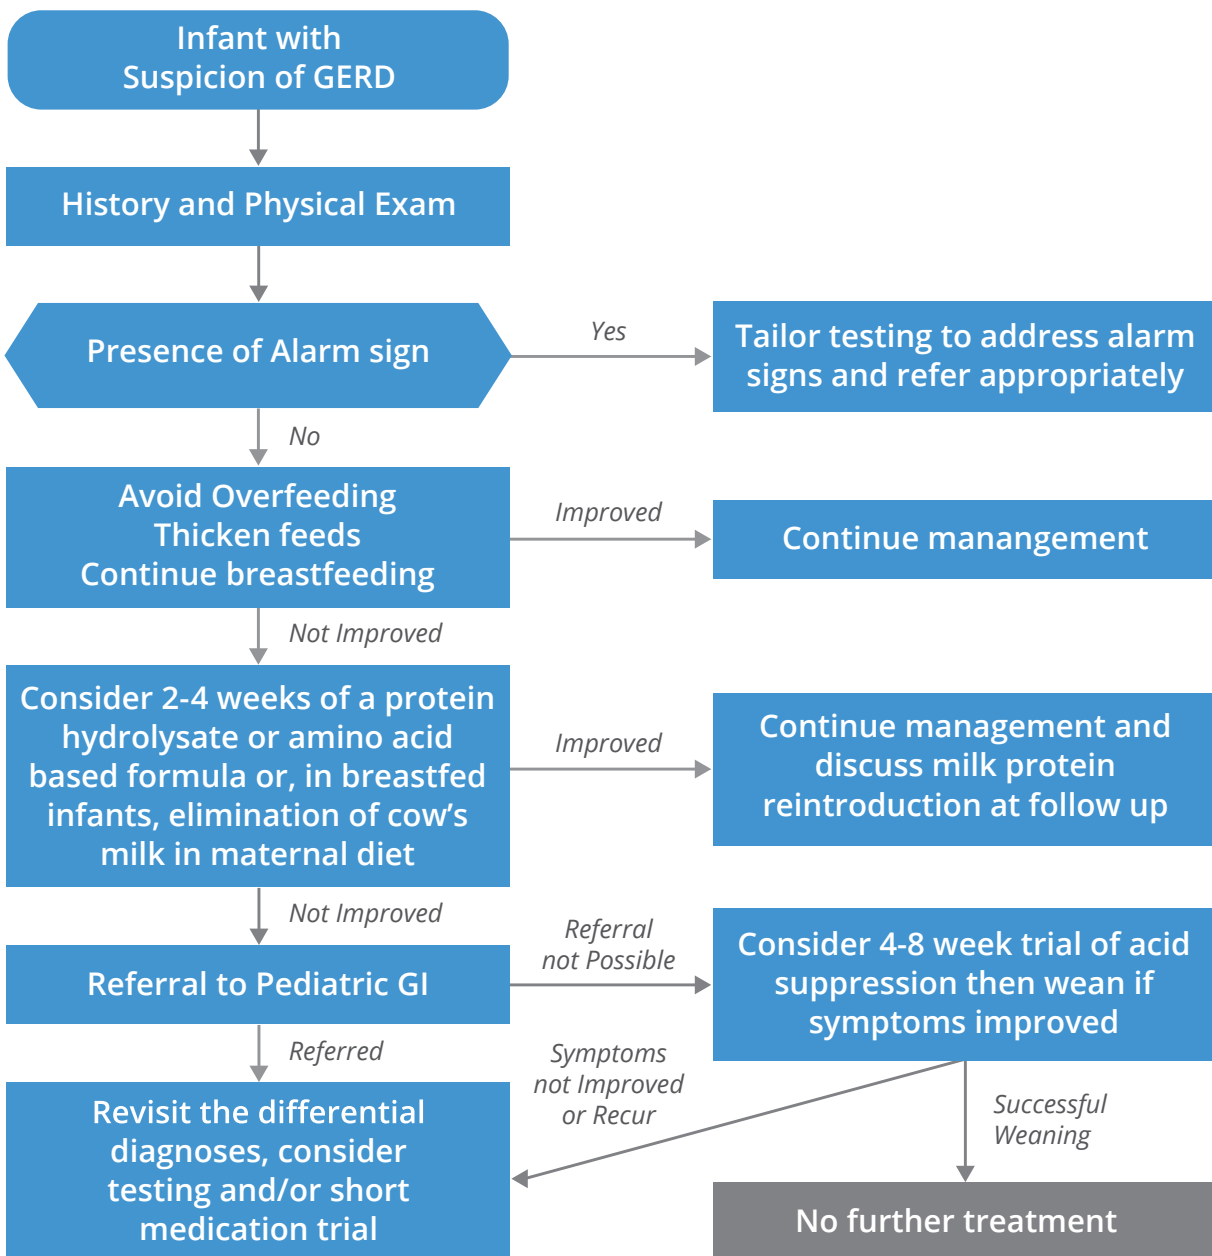 Infant with
Suspicion of GERD
History and Physical Exam
Presence of Alarm sign
Yes
Tailor testing to address alarm
signs and refer appropriately
No
Avoid Overfeeding
Thicken feeds
Continue breastfeeding
Improved
Continue manangement
Not Improved
Consider 2-4 weeks of a protein
hydrolysate or amino acid
based formula or, in breastfed
infants, elimination of cow’s
milk in maternal diet
Improved
Continue management and
discuss milk protein
reintroduction at follow up
Not Improved
Referral to Pediatric GI
Referral
not Possible
Consider 4-8 week trial of acid
suppression then wean if
symptoms improved
Referred
Symptoms
not Improved
or Recur
Successful
Weaning
Revisit the differential
diagnoses, consider
testing and/or short
medication trial
No further treatment